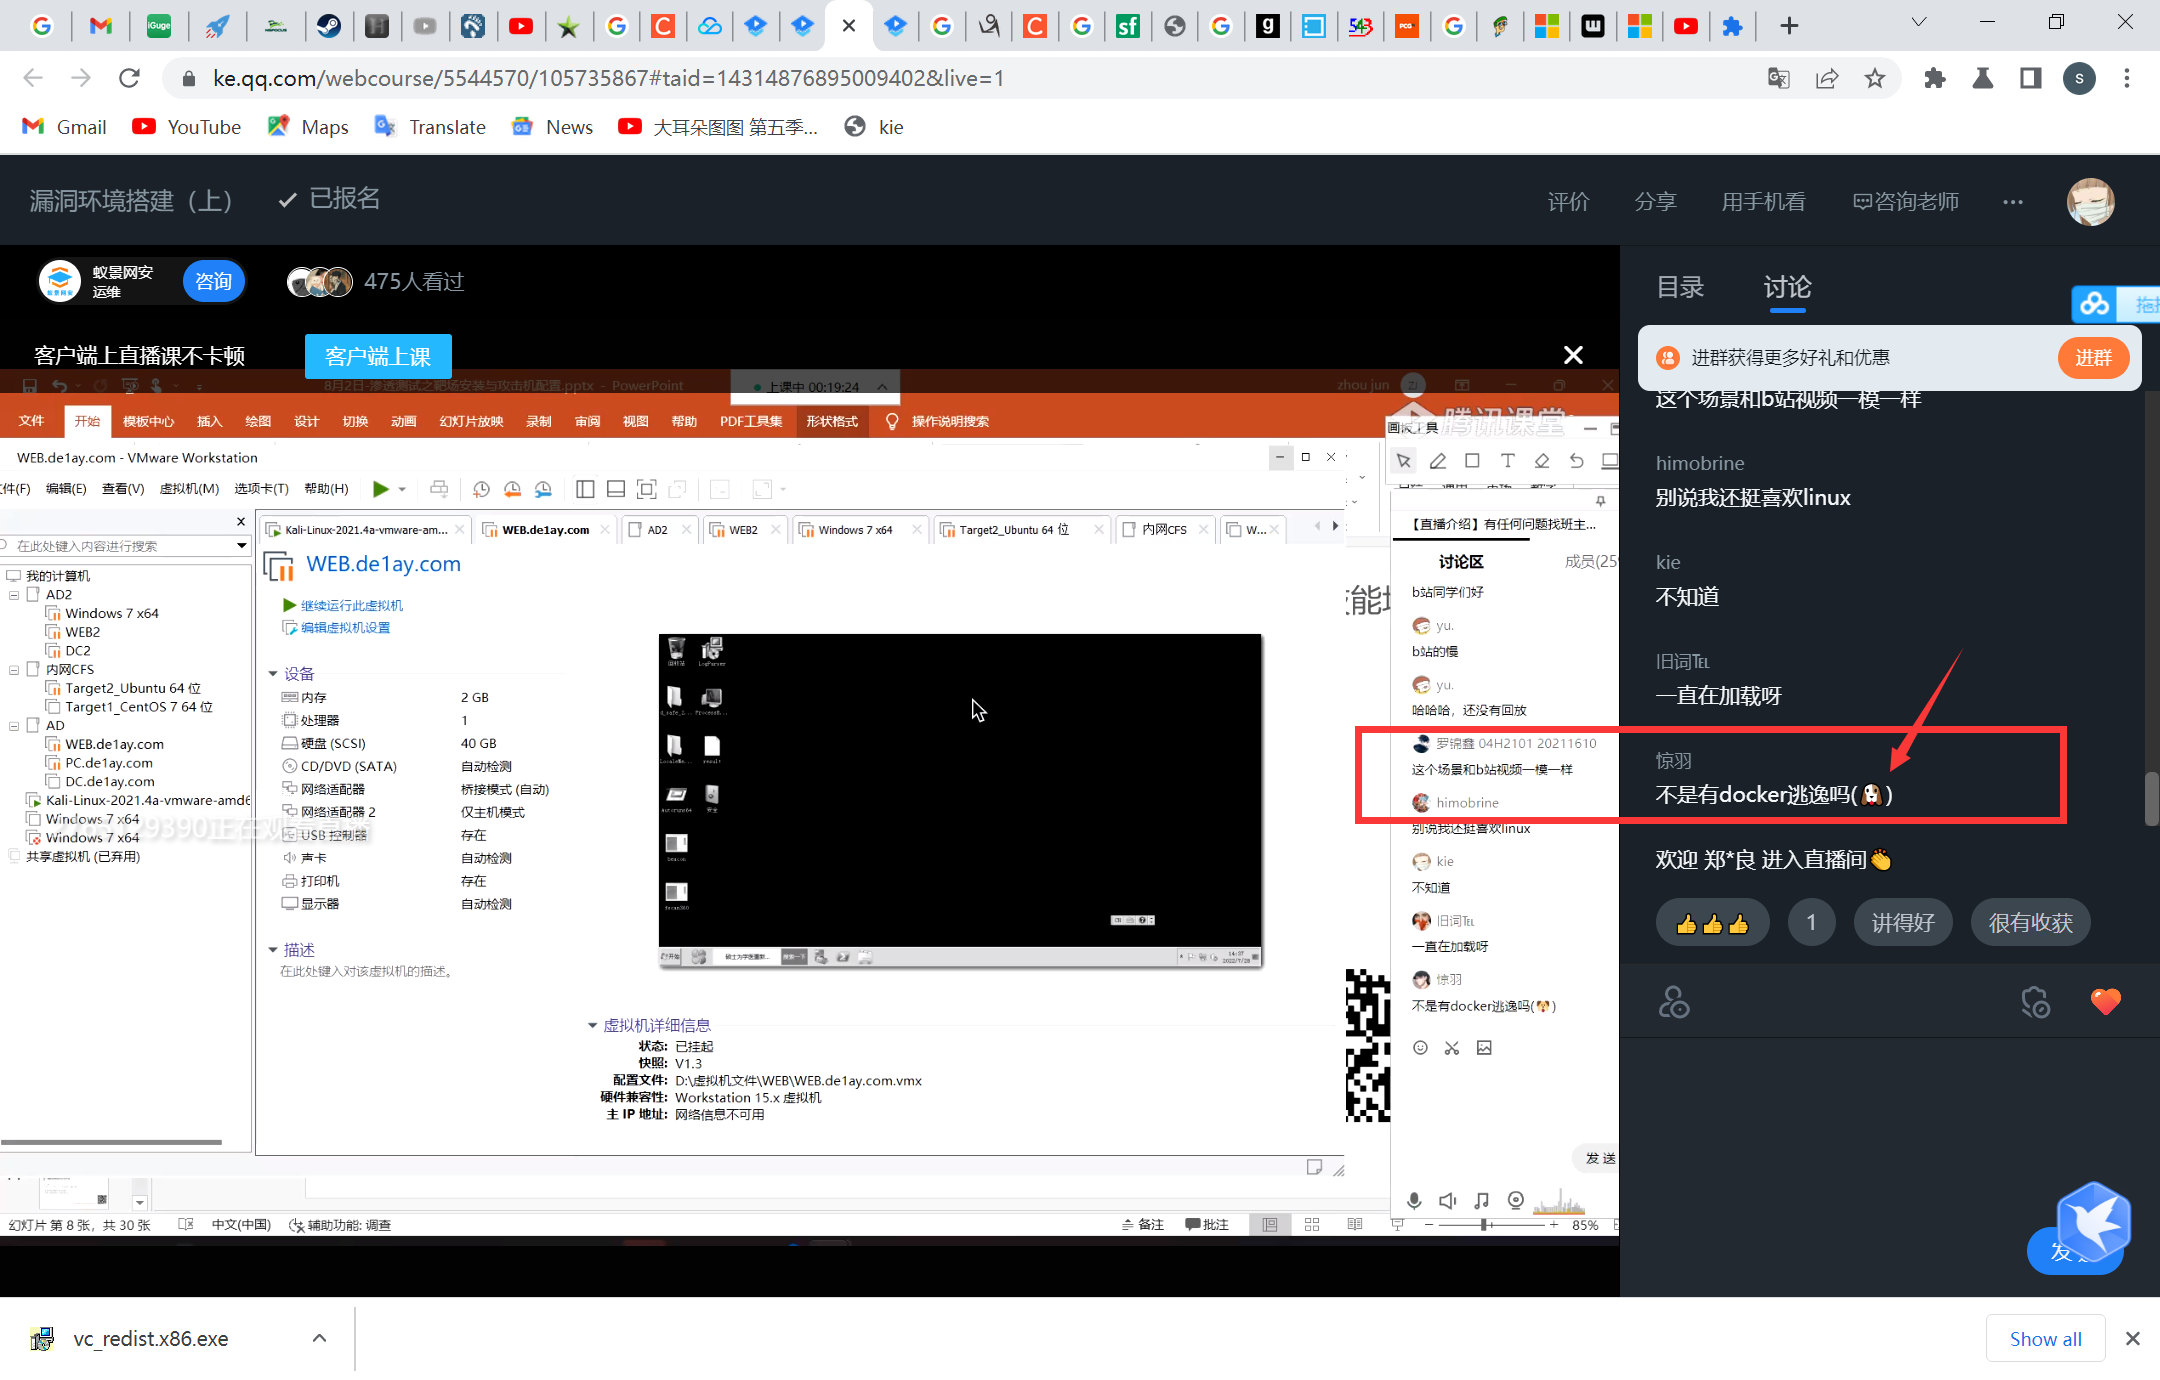 ke.qq.com/webcourse/5544570/105735867#taid=14314876895009402&live=1
S
Gmail
YouTube
Maps
Translate
News
大耳朵图图 第五季...
kie
漏洞环境搭建（上）
已报名
评价
分享
用手机看
咨询老师
蚁景网安
运维
咨询
475人看过
客户端上直播课不卡顿
客户端上课
8月2日-渗透测试之靶场安装与攻击机配置.pptx - PowerPoint
上课中 00:19:24
zhou jun
ZJ
文件 开始 模板中心 插入 绘图 设计 切换 动画 幻灯片放映 录制 审阅 视图 帮助 PDF工具集 形状格式 操作说明搜索
腾讯课堂
WEB.de1ay.com - VMware Workstation
件(F) 编辑(E) 查看(V) 虚拟机(M) 选项卡(T) 帮助(H)
在此处键入内容进行搜索
我的计算机
AD2
Windows 7 x64
WEB2
DC2
内网CFS
Target2_Ubuntu 64 位
Target1_CentOS 7 64 位
AD
WEB.de1ay.com
PC.de1ay.com
DC.de1ay.com
Kali-Linux-2021.4a-vmware-amd6
Windows 7 x64
Windows 7 x64
共享虚拟机 (已弃用)
Kali-Linux-2021.4a-vmware-am...
WEB.de1ay.com
AD2
WEB2
Windows 7 x64
Target2_Ubuntu 64 位
内网CFS
W...
WEB.de1ay.com
继续运行此虚拟机
编辑虚拟机设置
设备
内存 2 GB
处理器 1
硬盘 (SCSI) 40 GB
CD/DVD (SATA) 自动检测
网络适配器 桥接模式 (自动)
网络适配器 2 仅主机模式
USB 控制器 存在
声卡 自动检测
打印机 存在
显示器 自动检测
描述
在此处键入对该虚拟机的描述。
虚拟机详细信息
状态: 已挂起
快照: V1.3
配置文件: D:\虚拟机文件\WEB\WEB.de1ay.com.vmx
硬件兼容性: Workstation 15.x 虚拟机
主 IP 地址: 网络信息不可用
14:37
2022/7/28
幻灯片 第 8 张，共 30 张
中文(中国)
辅助功能: 调查
备注
批注
85%
【直播介绍】有任何问题找班主...
讨论区
成员(25
b站同学们好
yu.
b站的慢
yu.
哈哈哈，还没有回放
罗锦鑫 04H2101 20211610
这个场景和b站视频一模一样
himobrine
别说我还挺喜欢linux
kie
不知道
旧词℡
一直在加载呀
惊羽
不是有docker逃逸吗(🐶)
发送
目录
讨论
进群获得更多好礼和优惠
进群
这个场景和b站视频一模一样
himobrine
别说我还挺喜欢linux
kie
不知道
旧词℡
一直在加载呀
惊羽
不是有docker逃逸吗(🐶)
欢迎 郑*良 进入直播间👏
👍👍👍
1
讲得好
很有收获
vc_redist.x86.exe
Show all